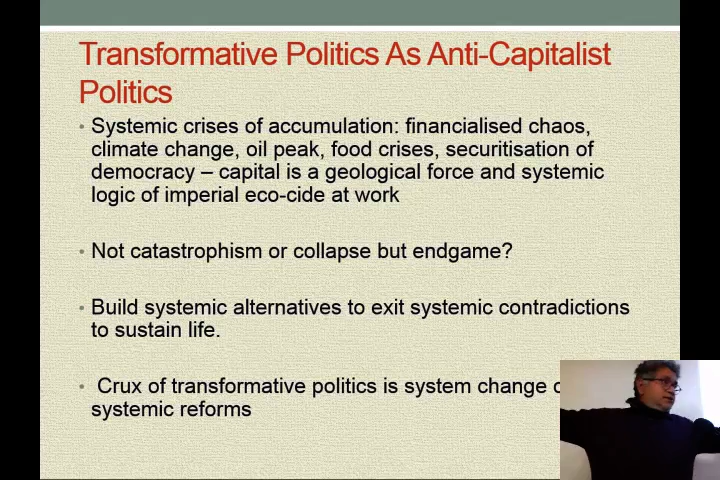 Transformative Politics As Anti-Capitalist
Politics
• Systemic crises of accumulation: financialised chaos,
climate change, oil peak, food crises, securitisation of
democracy – capital is a geological force and systemic
logic of imperial eco-cide at work
• Not catastrophism or collapse but endgame?
• Build systemic alternatives to exit systemic contradictions
to sustain life.
• Crux of transformative politics is system change
systemic reforms